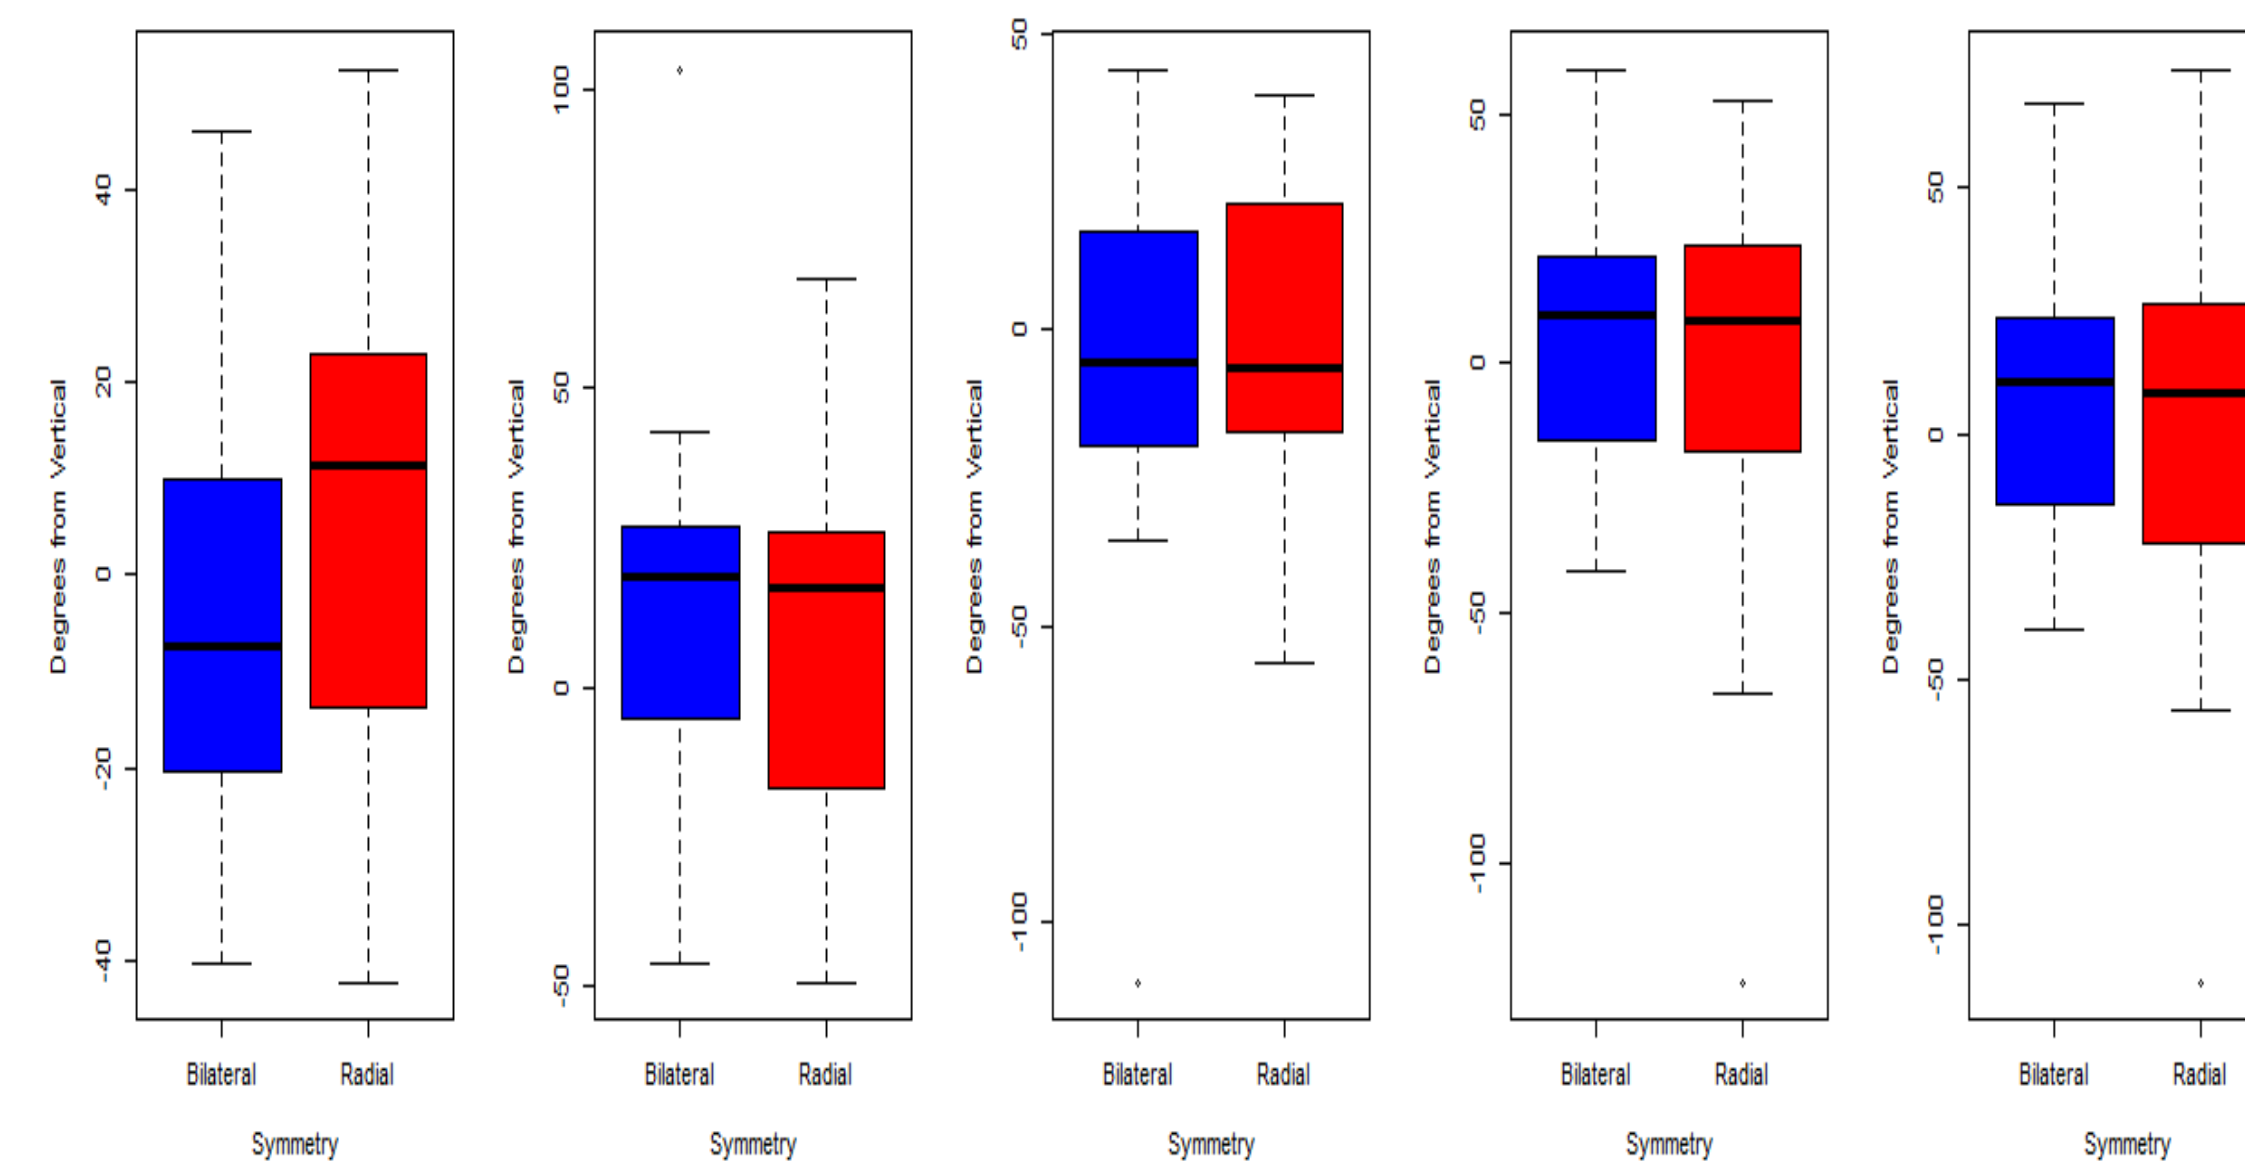 Degrees from Vertical
40
20
0
-20
-40
Bilateral Radial
Symmetry
Degrees from Vertical
100
50
0
-50
Bilateral Radial
Symmetry
Degrees from Vertical
50
0
-50
-100
Bilateral Radial
Symmetry
Degrees from Vertical
50
0
-50
-100
Bilateral Radial
Symmetry
Degrees from Vertical
50
0
-50
-100
Bilateral Radial
Symmetry